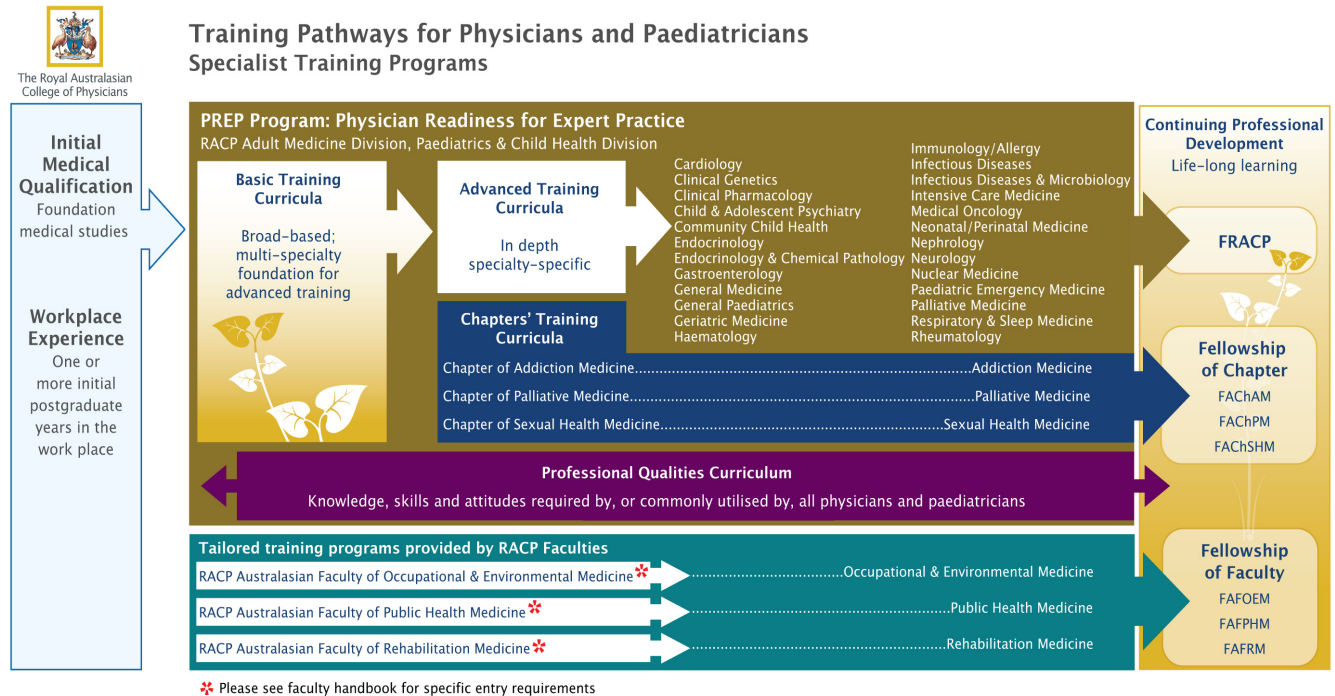 The Royal Australasian
College of Physicians
Training Pathways for Physicians and Paediatricians
Specialist Training Programs
Initial
Medical
Qualification
Foundation
medical studies
Workplace
Experience
One or
more initial
postgraduate
years in the
work place
PREP Program: Physician Readiness for Expert Practice
RACP Adult Medicine Division, Paediatrics & Child Health Division
Basic Training
Curricula
Broad-based;
multi-specialty
foundation for
advanced training
Advanced Training
Curricula
In depth
specialty-specific
Cardiology
Clinical Genetics
Clinical Pharmacology
Child & Adolescent Psychiatry
Community Child Health
Endocrinology
Endocrinology & Chemical Pathology
Gastroenterology
General Medicine
General Paediatrics
Geriatric Medicine
Haematology
Immunology/Allergy
Infectious Diseases
Infectious Diseases & Microbiology
Intensive Care Medicine
Medical Oncology
Neonatal/Perinatal Medicine
Nephrology
Neurology
Nuclear Medicine
Paediatric Emergency Medicine
Palliative Medicine
Respiratory & Sleep Medicine
Rheumatology
Chapters' Training
Curricula
Chapter of Addiction Medicine................................................................................Addiction Medicine
Chapter of Palliative Medicine..................................................................................Palliative Medicine
Chapter of Sexual Health Medicine...................................................................Sexual Health Medicine
Professional Qualities Curriculum
Knowledge, skills and attitudes required by, or commonly utilised by, all physicians and paediatricians
Tailored training programs provided by RACP Faculties
RACP Australasian Faculty of Occupational & Environmental Medicine* ....................................Occupational & Environmental Medicine
RACP Australasian Faculty of Public Health Medicine* .............................................................Public Health Medicine
RACP Australasian Faculty of Rehabilitation Medicine* ............................................................Rehabilitation Medicine
Continuing Professional
Development
Life-long learning
FRACP
Fellowship
of Chapter
FAChAM
FAChPM
FAChSHM
Fellowship
of Faculty
FAFOEM
FAFPHM
FAFRM
* Please see faculty handbook for specific entry requirements